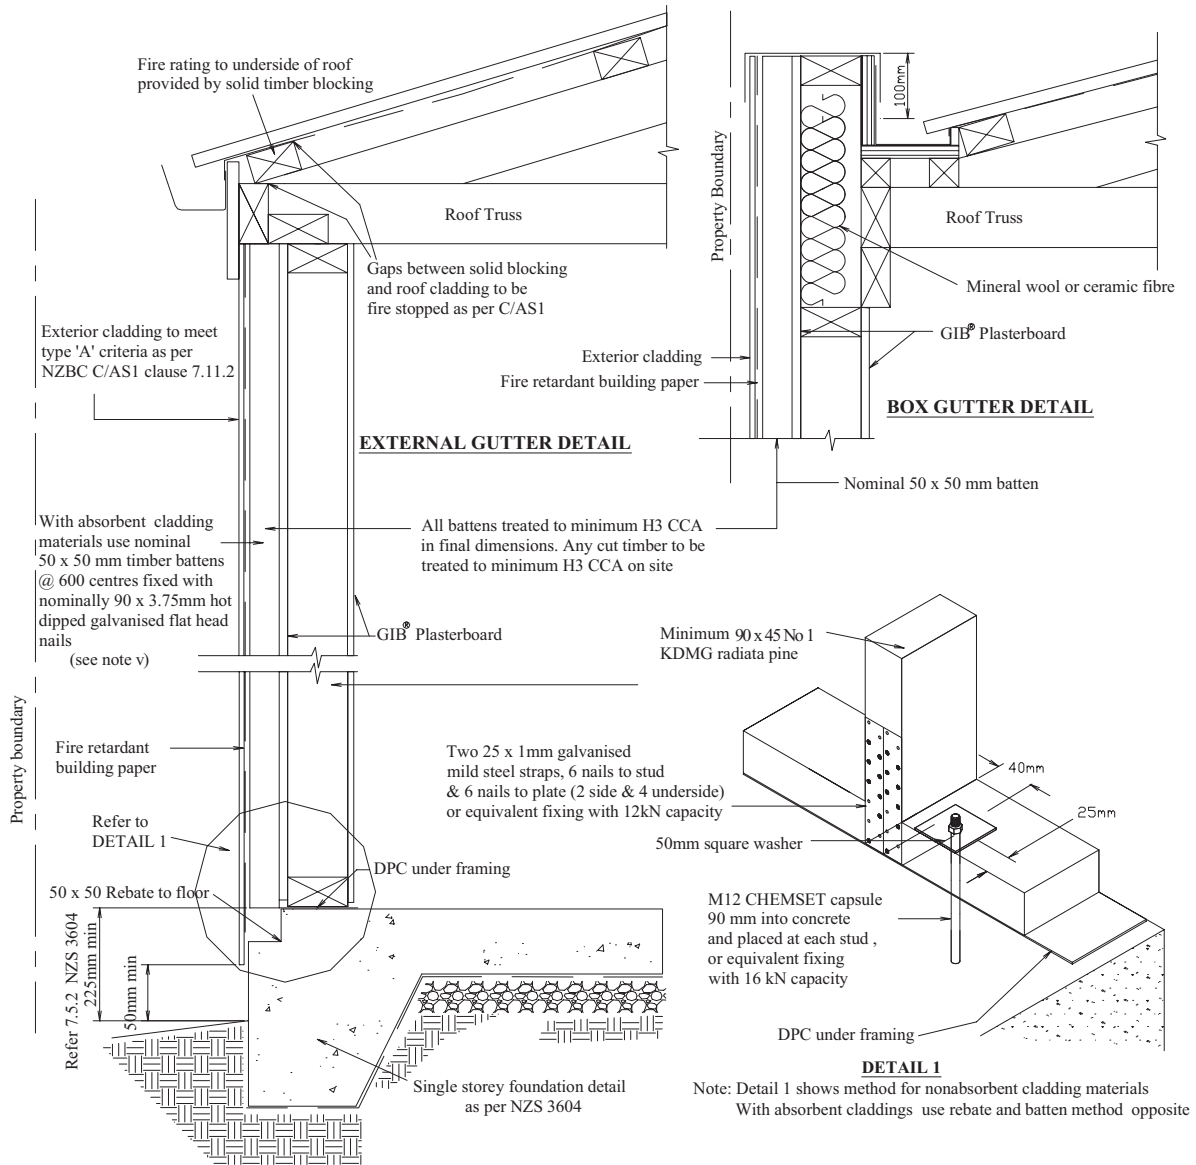 Fire rating to underside of roof
provided by solid timber blocking
Roof Truss
Gaps between solid blocking
and roof cladding to be
fire stopped as per C/AS1
Exterior cladding to meet
type 'A' criteria as per
NZBC C/AS1 clause 7.11.2
EXTERNAL GUTTER DETAIL
100mm
Property Boundary
Roof Truss
Mineral wool or ceramic fibre
GIB® Plasterboard
Exterior cladding
Fire retardant building paper
BOX GUTTER DETAIL
Nominal 50 x 50 mm batten
With absorbent cladding
materials use nominal
50 x 50 mm timber battens
@ 600 centres fixed with
nominally 90 x 3.75mm hot
dipped galvanised flat head
nails
(see note v)
All battens treated to minimum H3 CCA
in final dimensions. Any cut timber to be
treated to minimum H3 CCA on site
GIB® Plasterboard
Property boundary
Fire retardant
building paper
Refer to
DETAIL 1
50 x 50 Rebate to floor
DPC under framing
Refer 7.5.2 NZS 3604
225mm min
50mm min
Single storey foundation detail
as per NZS 3604
Minimum 90 x 45 No 1
KDMG radiata pine
Two 25 x 1mm galvanised
mild steel straps, 6 nails to stud
& 6 nails to plate (2 side & 4 underside)
or equivalent fixing with 12kN capacity
40mm
25mm
50mm square washer
M12 CHEMSET capsule
90 mm into concrete
and placed at each stud ,
or equivalent fixing
with 16 kN capacity
DPC under framing
DETAIL 1
Note: Detail 1 shows method for nonabsorbent cladding materials
With absorbent claddings use rebate and batten method opposite